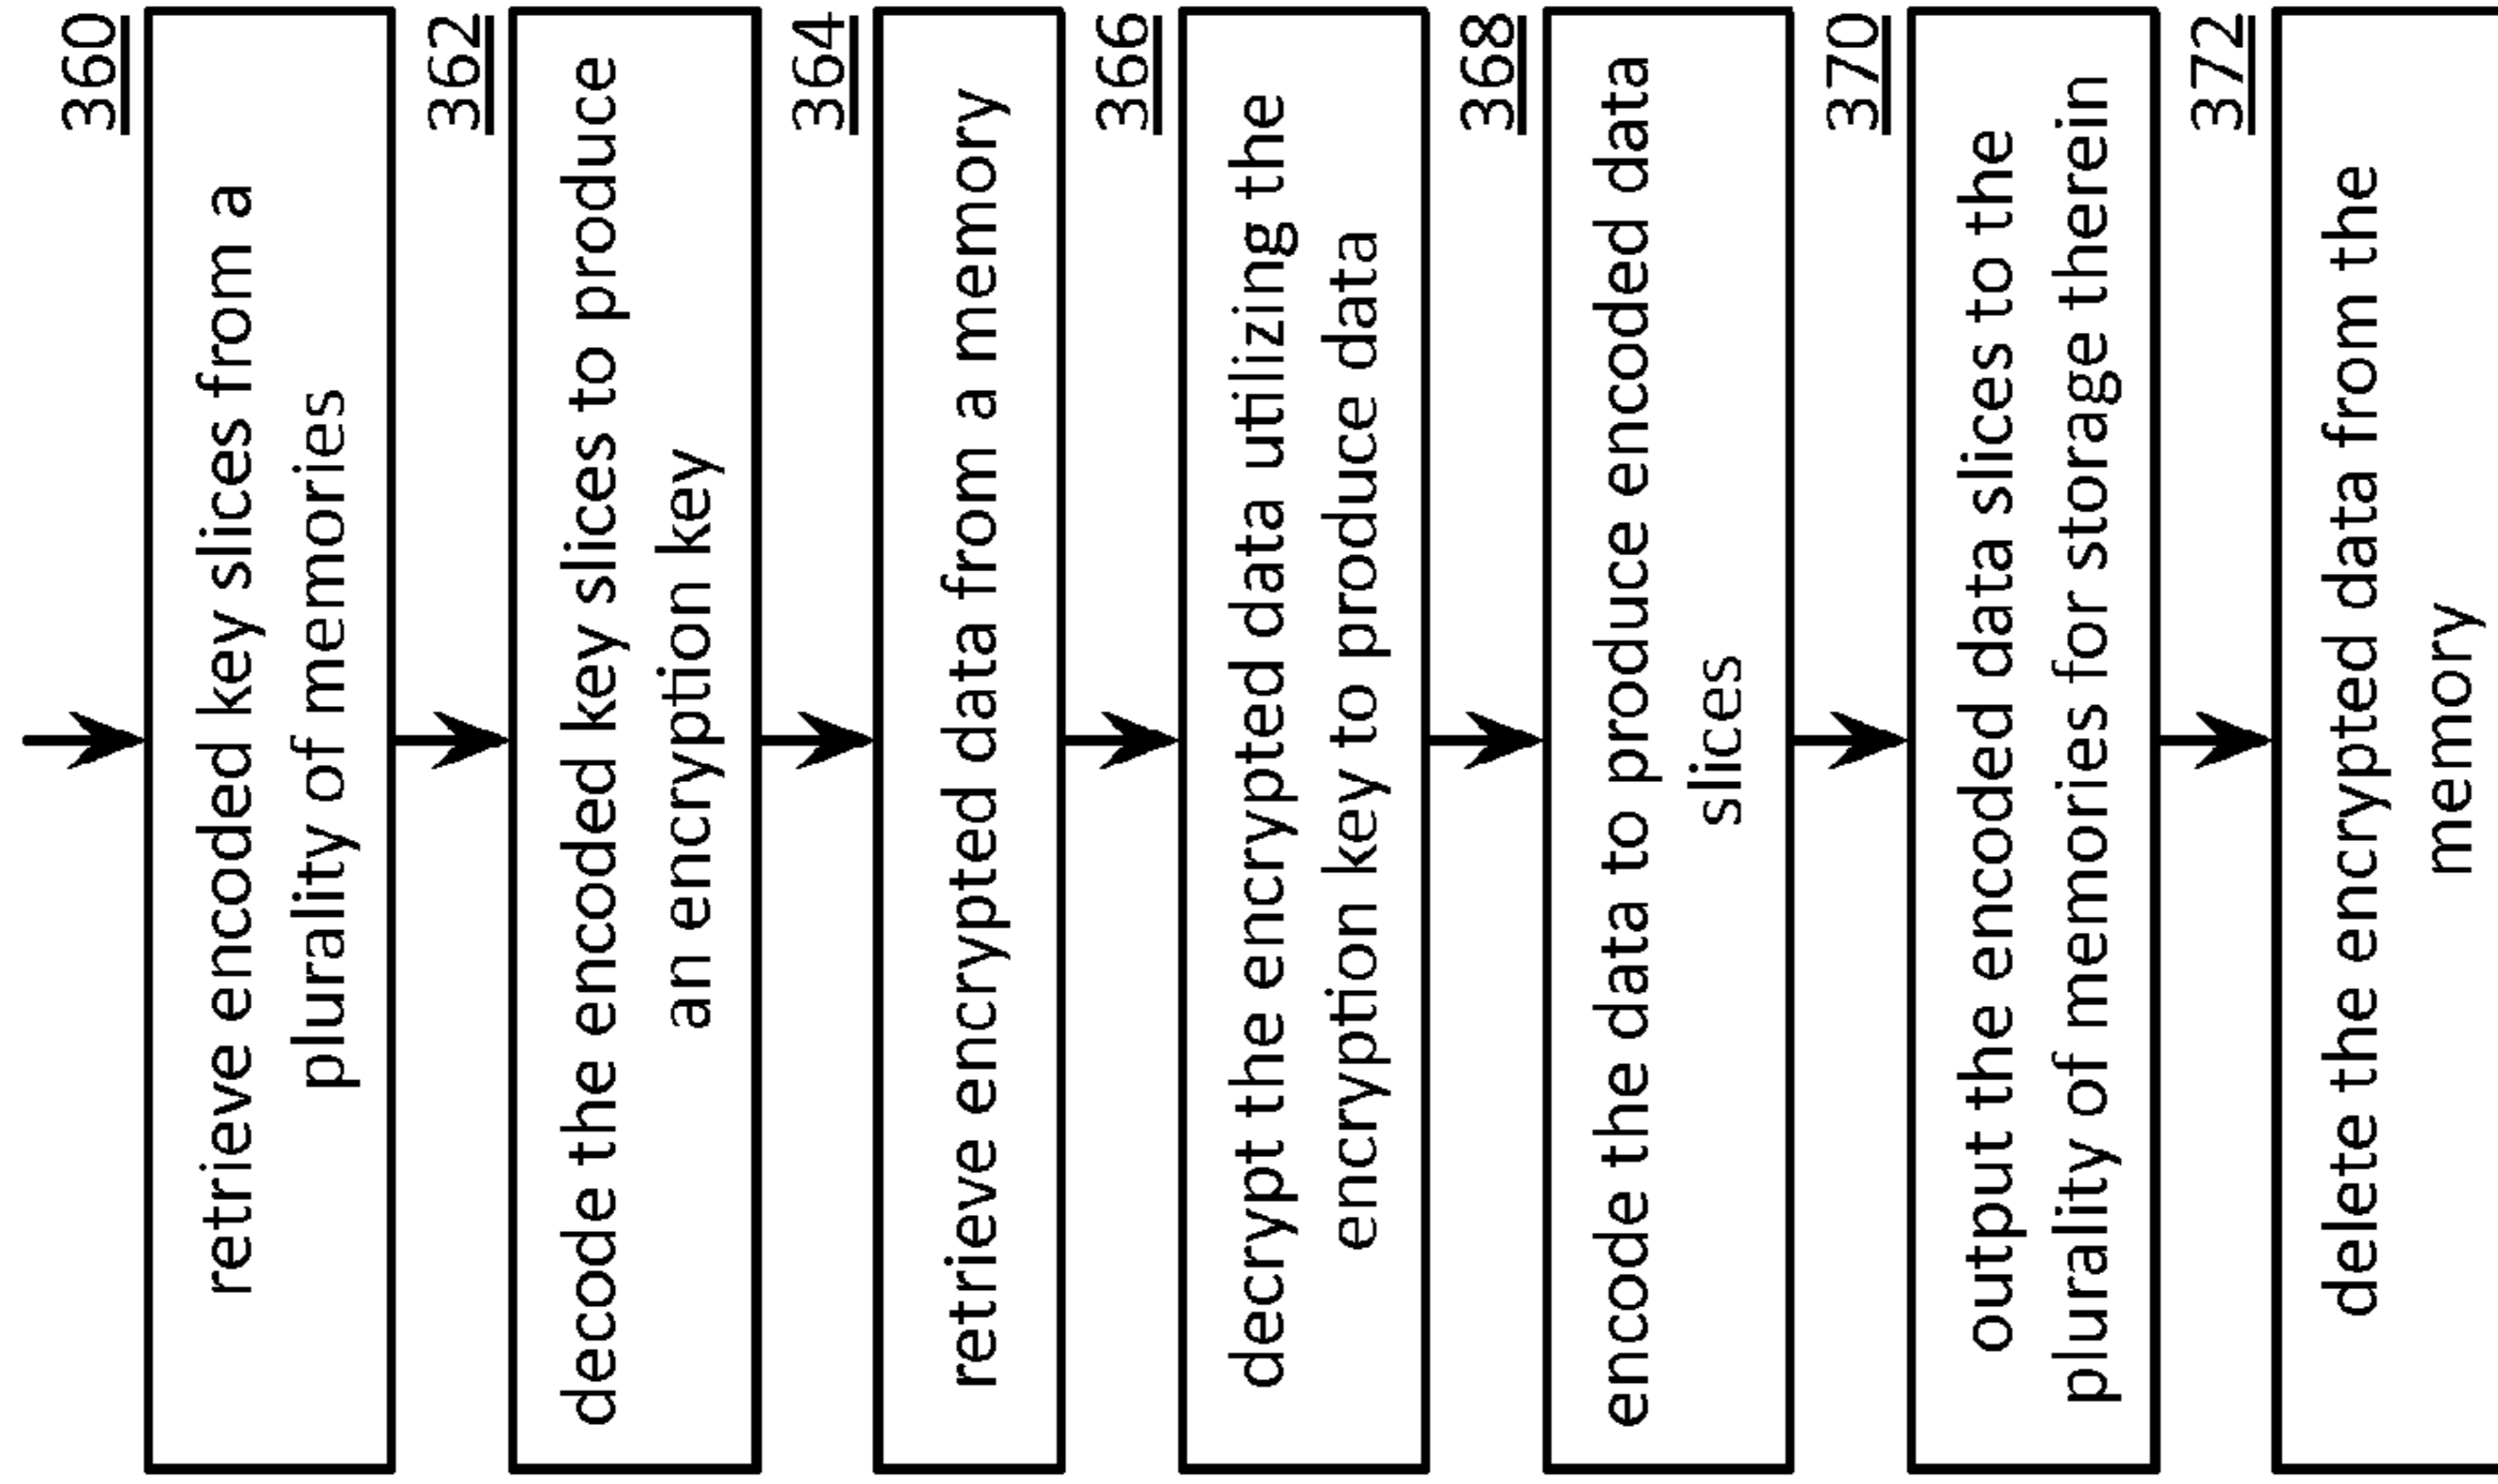 360
retrieve encoded key slices from a
plurality of memories
362
decode the encoded key slices to produce
an encryption key
364
retrieve encrypted data from a memory
366
decrypt the encrypted data utilizing the
encryption key to produce data
368
encode the data to produce encoded data
slices
370
output the encoded data slices to the
plurality of memories for storage therein
372
delete the encrypted data from the
memory